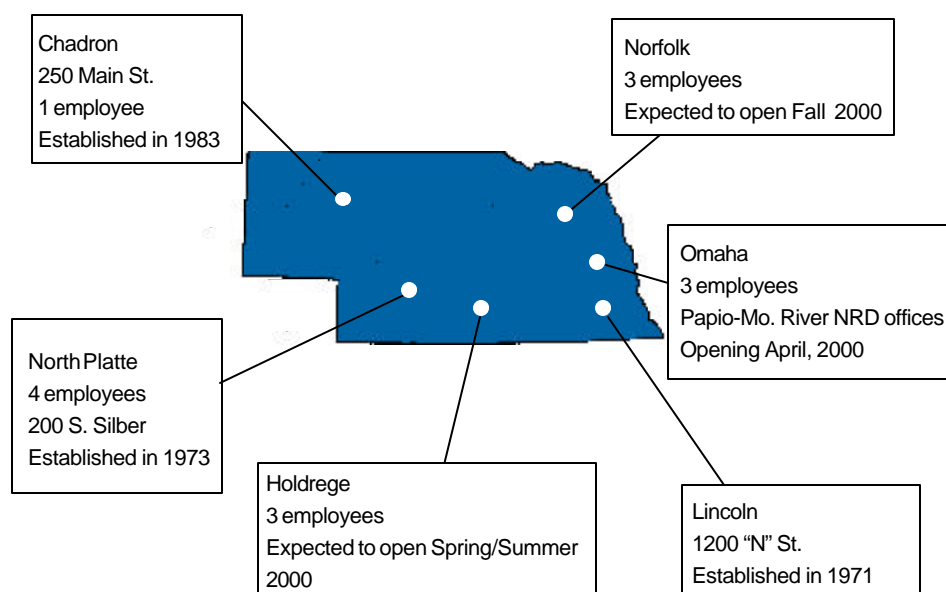 Chadron
250 Main St.
1 employee
Established in 1983
Norfolk
3 employees
Expected to open Fall 2000
Omaha
3 employees
Papio-Mo. River NRD offices
Opening April, 2000
North Platte
4 employees
200 S. Silber
Established in 1973
Holdrege
3 employees
Expected to open Spring/Summer
2000
Lincoln
1200 “N” St.
Established in 1971